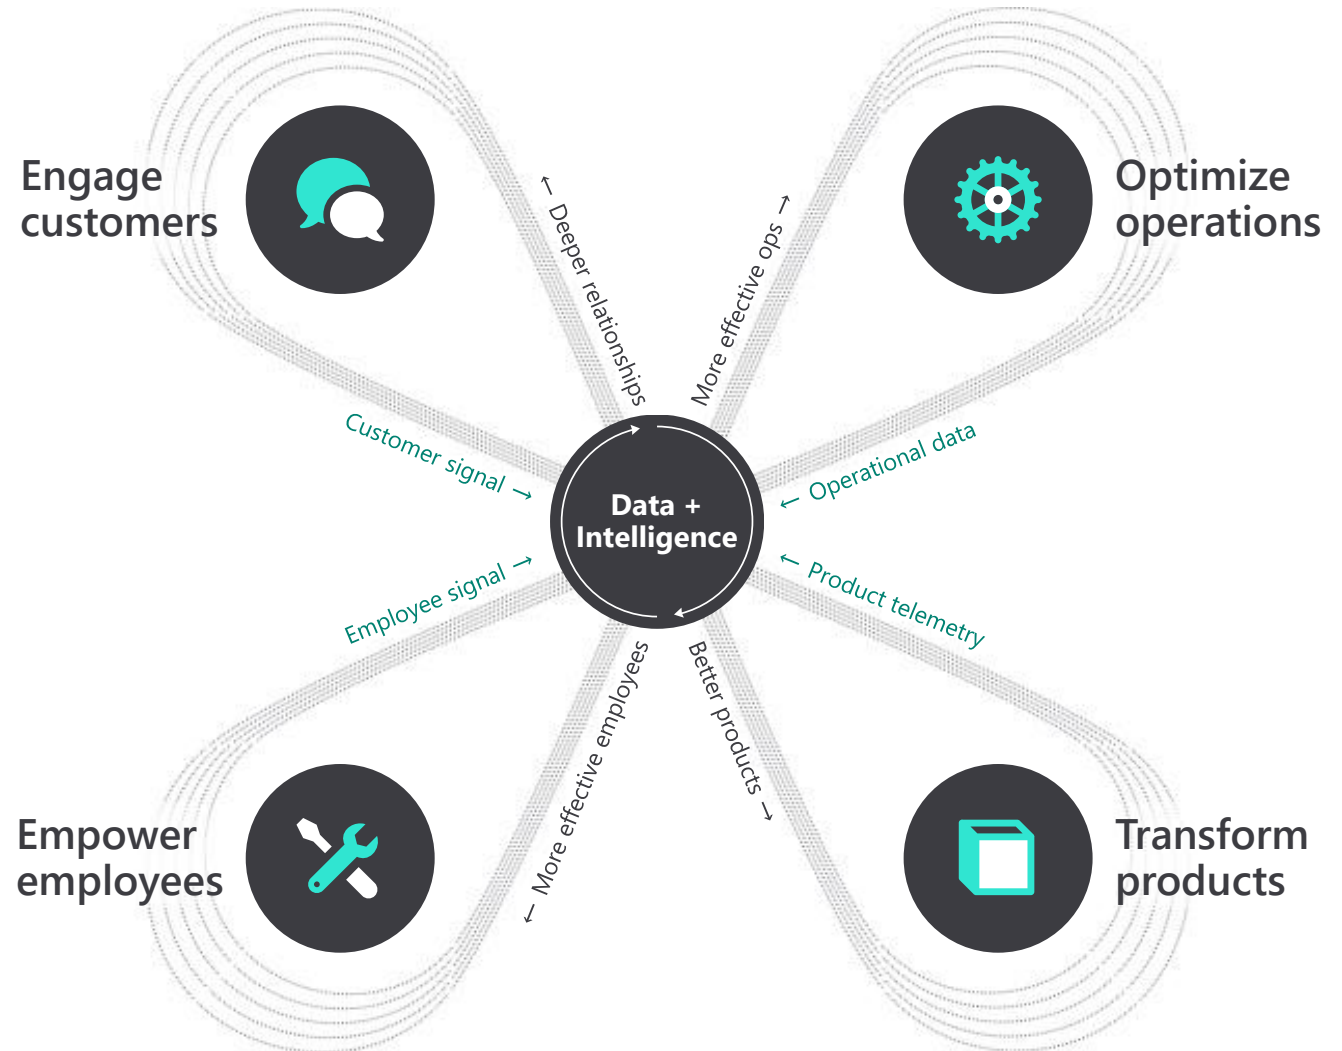 Engage
customers
Optimize
operations
← Deeper relationships
More effective ops →
Customer signal →
← Operational data
Data +
Intelligence
Employee signal →
← Product telemetry
← More effective employees
Better products →
Empower
employees
Transform
products